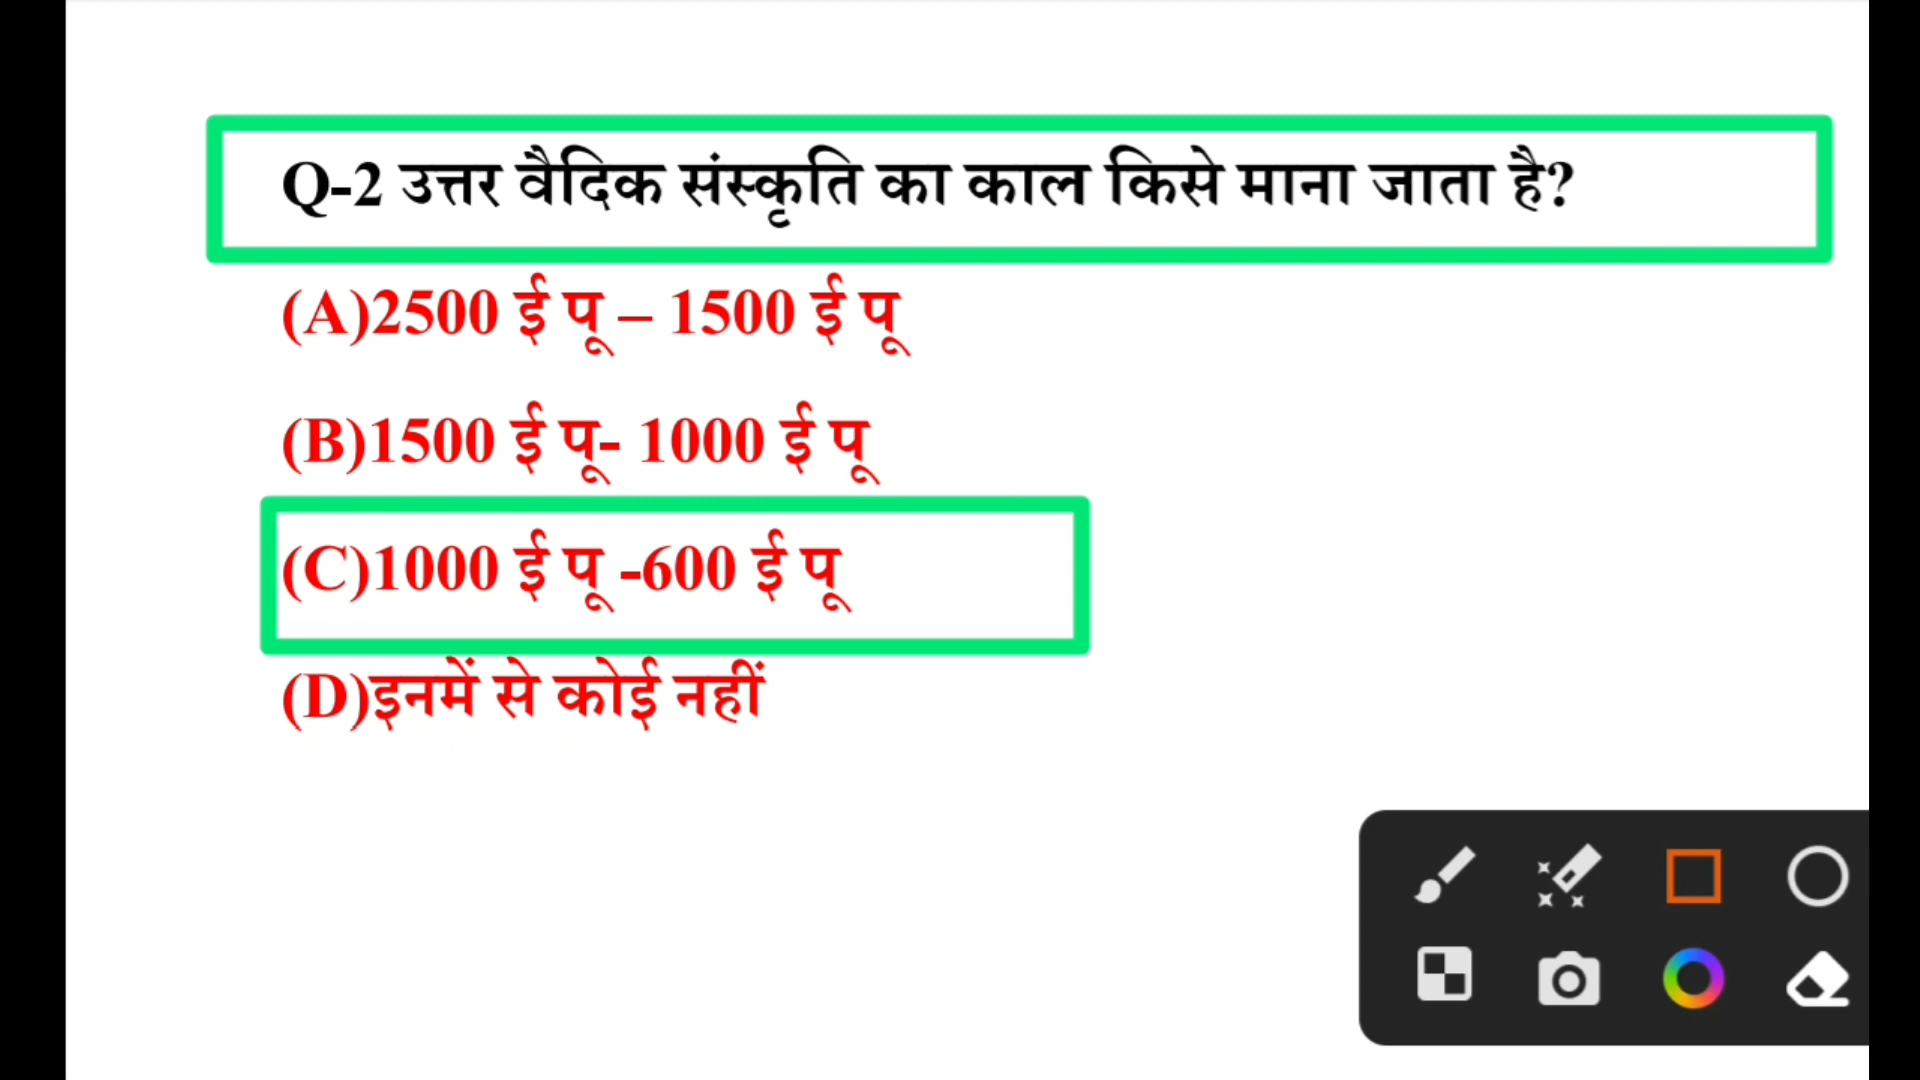 Q-2 उत्तर वैदिक संस्कृति का काल किसे माना जाता है?
(A)2500 ई पू – 1500 ई पू
(B)1500 ई पू- 1000 ई पू
(C)1000 ई पू -600 ई पू
(D)इनमें से कोई नहीं